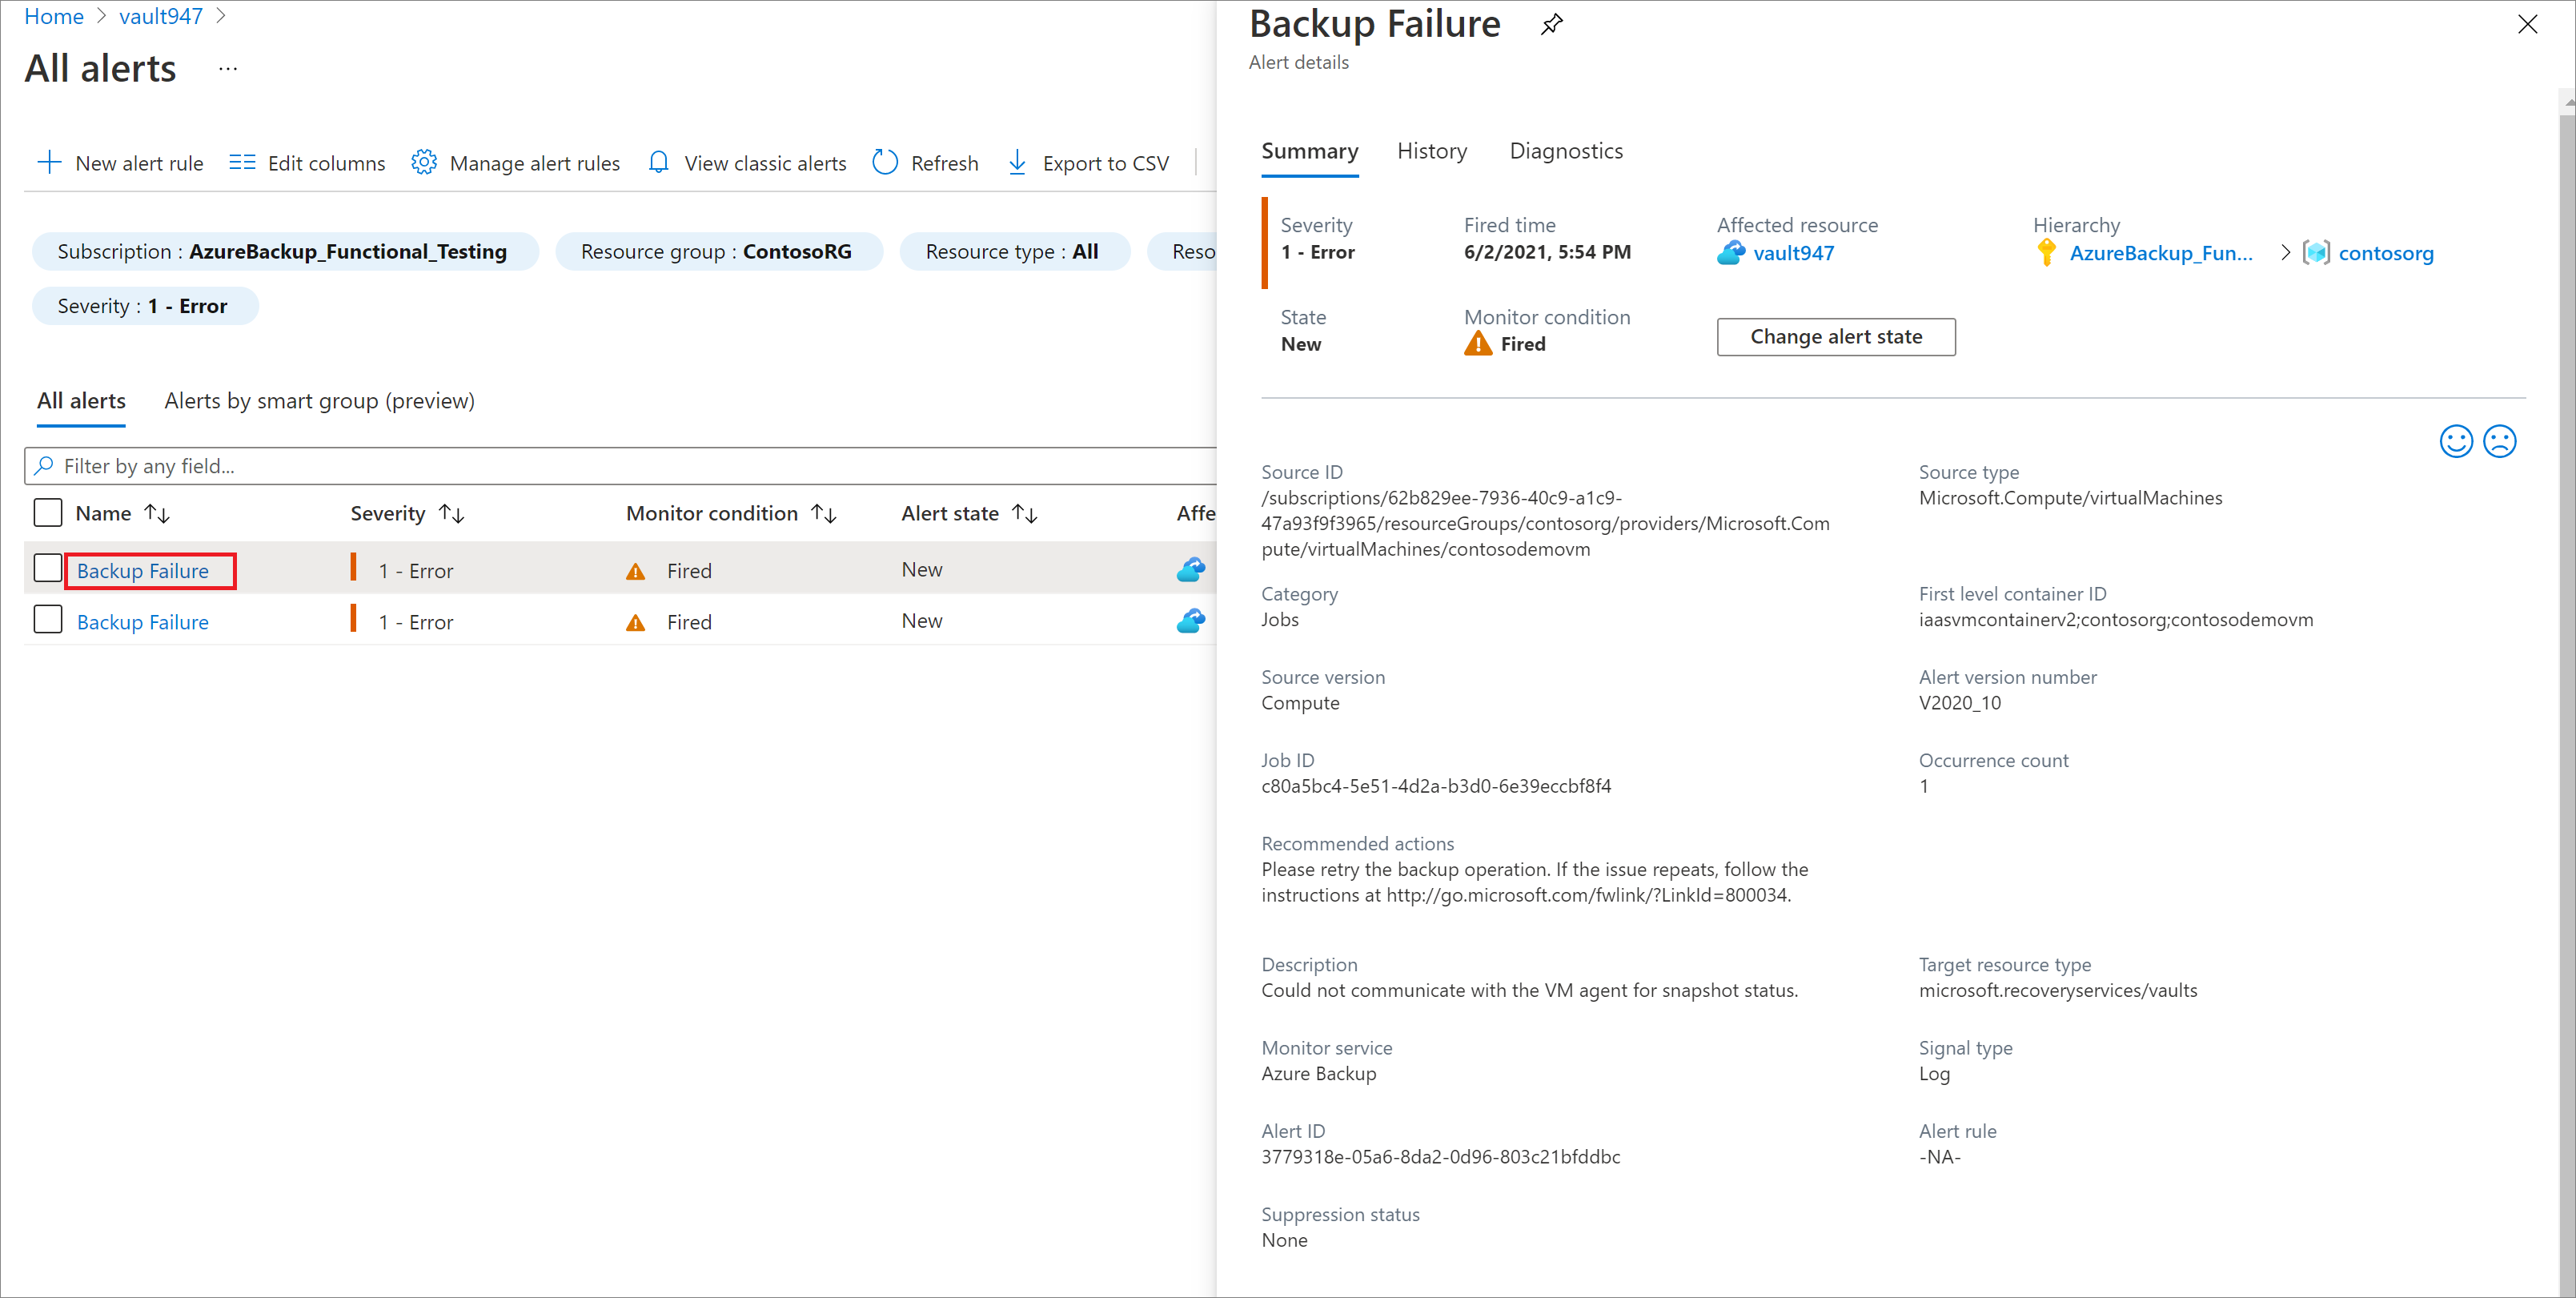 Home > vault947 >
All alerts ...
New alert rule Edit columns Manage alert rules View classic alerts Refresh Export to CSV
Subscription : AzureBackup_Functional_Testing Resource group : ContosoRG Resource type : All Reso
Severity : 1 - Error
All alerts Alerts by smart group (preview)
Filter by any field...
Name ↑↓ Severity ↑↓ Monitor condition ↑↓ Alert state ↑↓ Affe
Backup Failure 1 - Error Fired New
Backup Failure 1 - Error Fired New
Backup Failure
Alert details
Summary History Diagnostics
Severity Fired time Affected resource Hierarchy
1 - Error 6/2/2021, 5:54 PM vault947 AzureBackup_Fun... > contosorg
State Monitor condition
New Fired Change alert state
Source ID
/subscriptions/62b829ee-7936-40c9-a1c9-
47a93f9f3965/resourceGroups/contosorg/providers/Microsoft.Com
pute/virtualMachines/contosodemovm
Source type
Microsoft.Compute/virtualMachines
Category
Jobs
First level container ID
iaasvmcontainerv2;contosorg;contosodemovm
Source version
Compute
Alert version number
V2020_10
Job ID
c80a5bc4-5e51-4d2a-b3d0-6e39eccbf8f4
Occurrence count
1
Recommended actions
Please retry the backup operation. If the issue repeats, follow the
instructions at http://go.microsoft.com/fwlink/?LinkId=800034.
Description
Could not communicate with the VM agent for snapshot status.
Target resource type
microsoft.recoveryservices/vaults
Monitor service
Azure Backup
Signal type
Log
Alert ID
3779318e-05a6-8da2-0d96-803c21bfddbc
Alert rule
-NA-
Suppression status
None